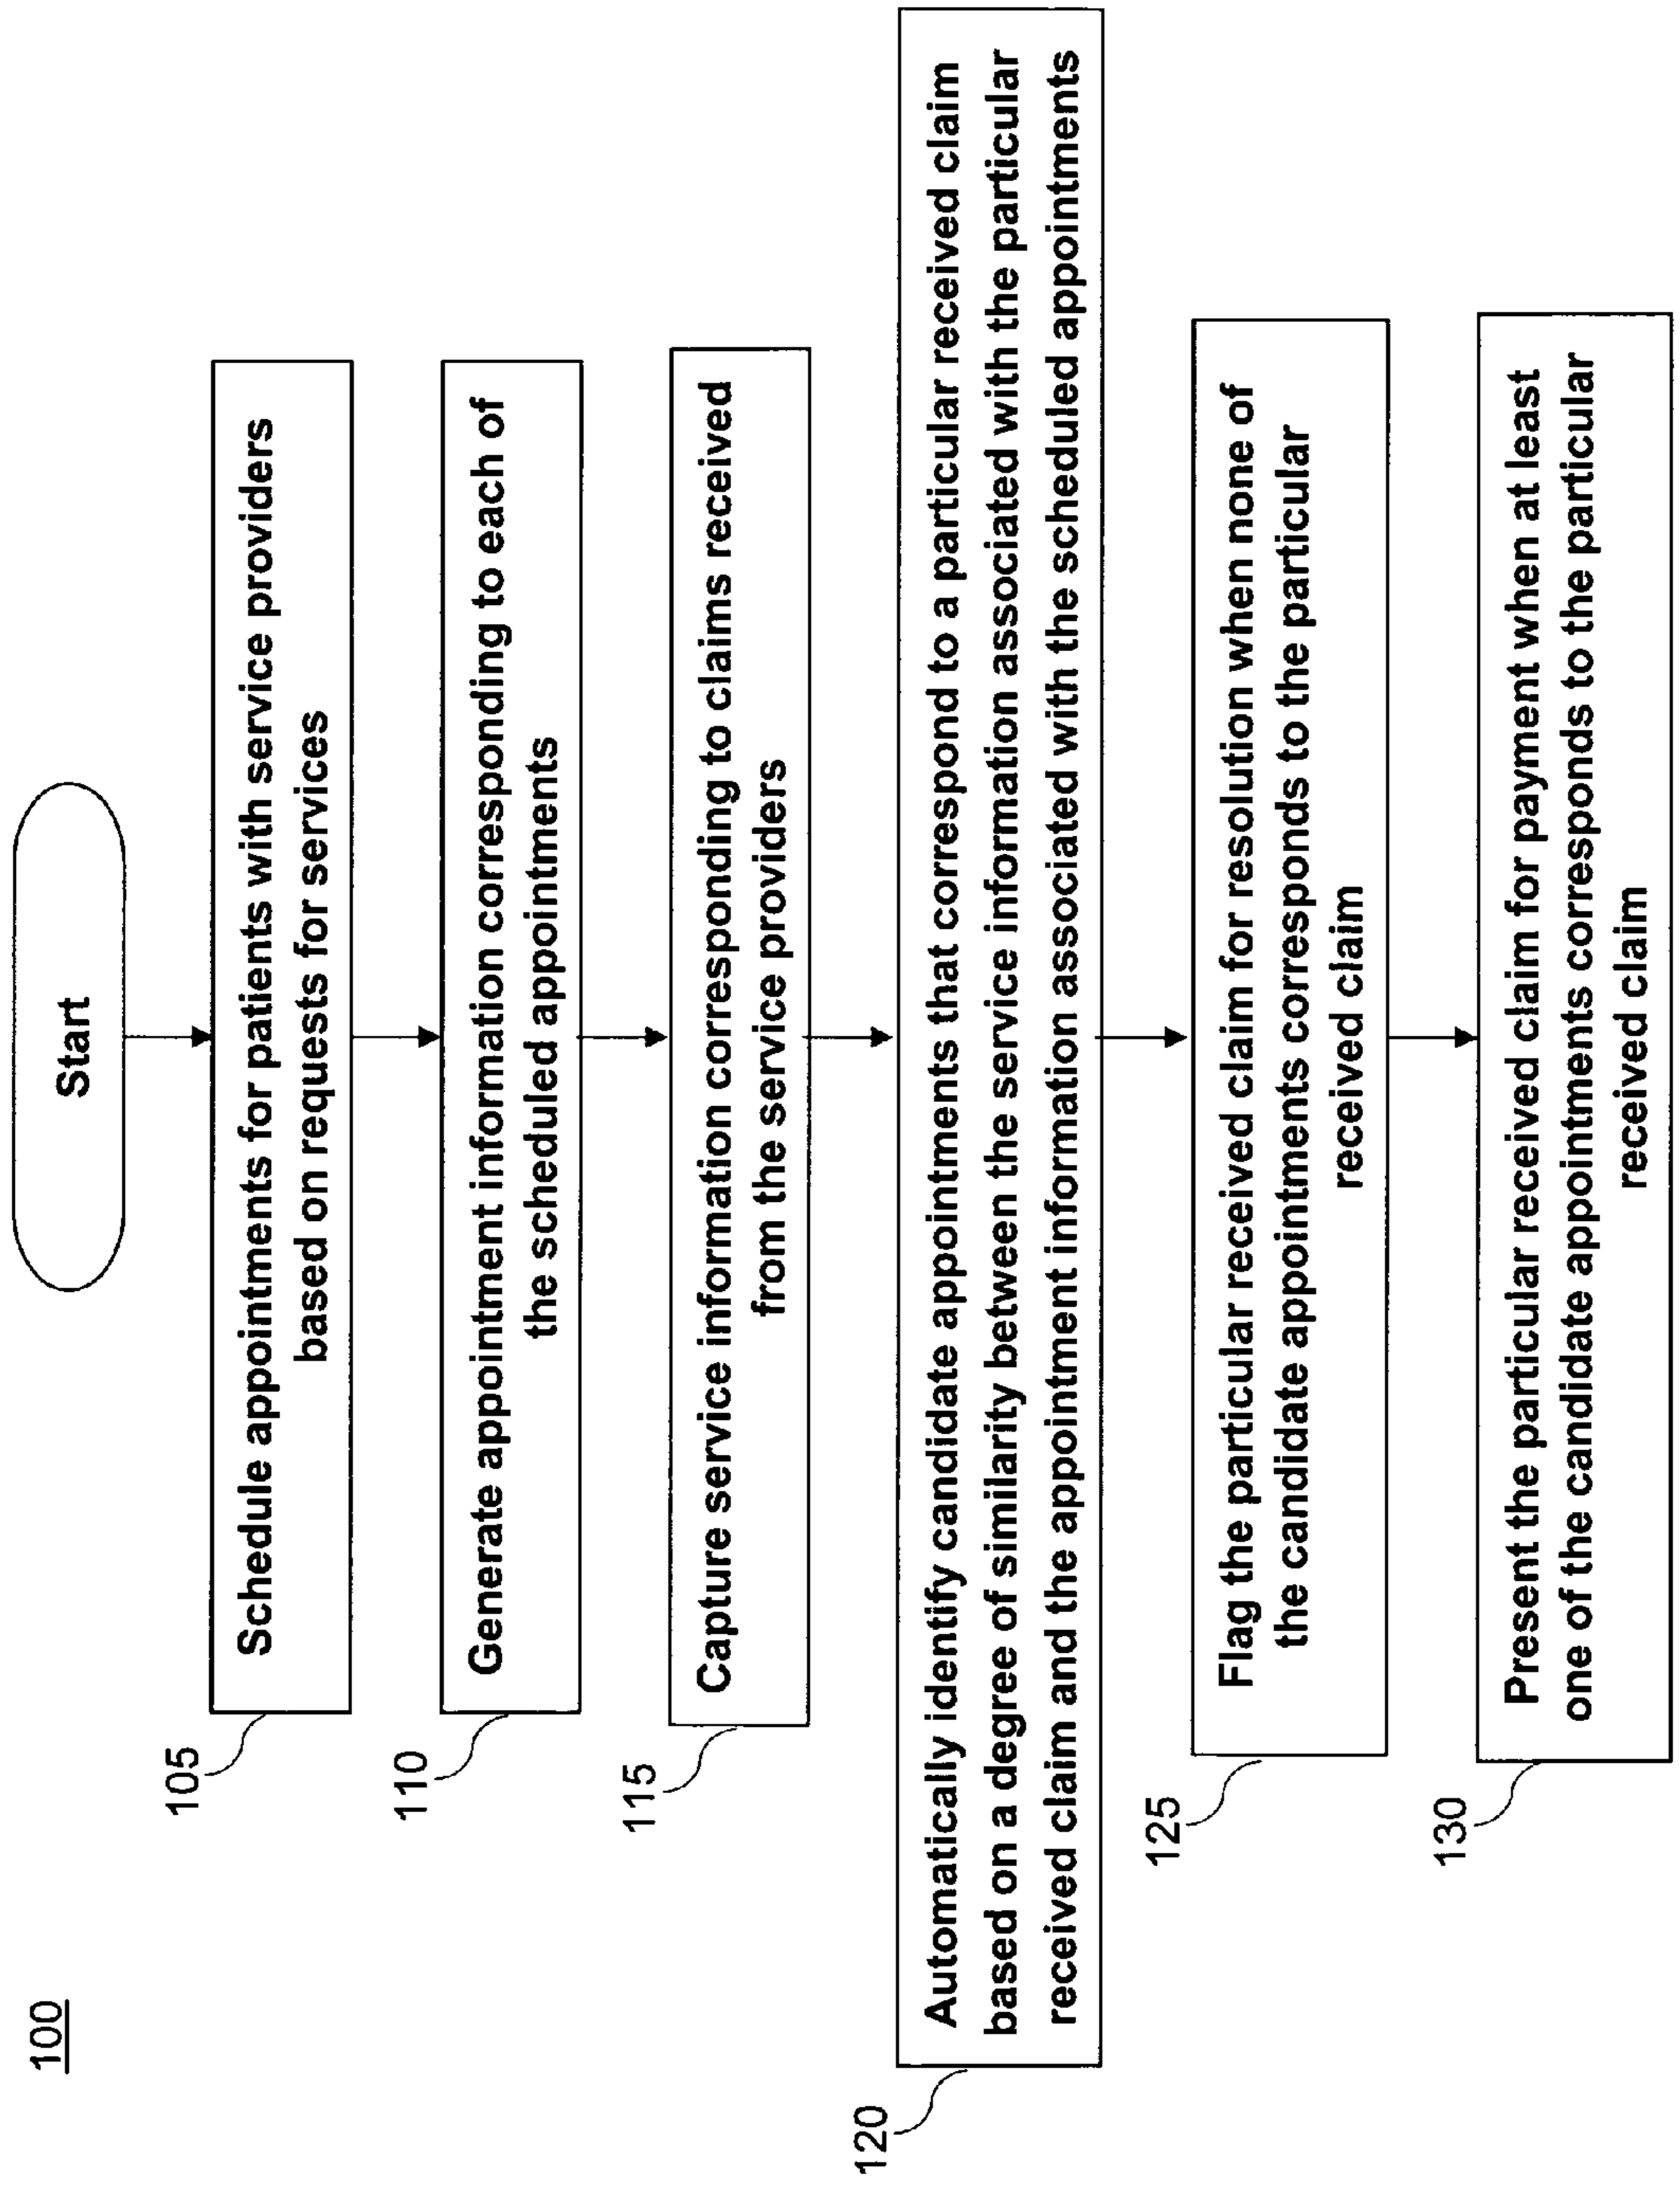 100
Start
105
Schedule appointments for patients with service providers
based on requests for services
110
Generate appointment information corresponding to each of
the scheduled appointments
115
Capture service information corresponding to claims received
from the service providers
120
Automatically identify candidate appointments that correspond to a particular received claim
based on a degree of similarity between the service information associated with the particular
received claim and the appointment information associated with the scheduled appointments
125
Flag the particular received claim for resolution when none of
the candidate appointments corresponds to the particular
received claim
130
Present the particular received claim for payment when at least
one of the candidate appointments corresponds to the particular
received claim